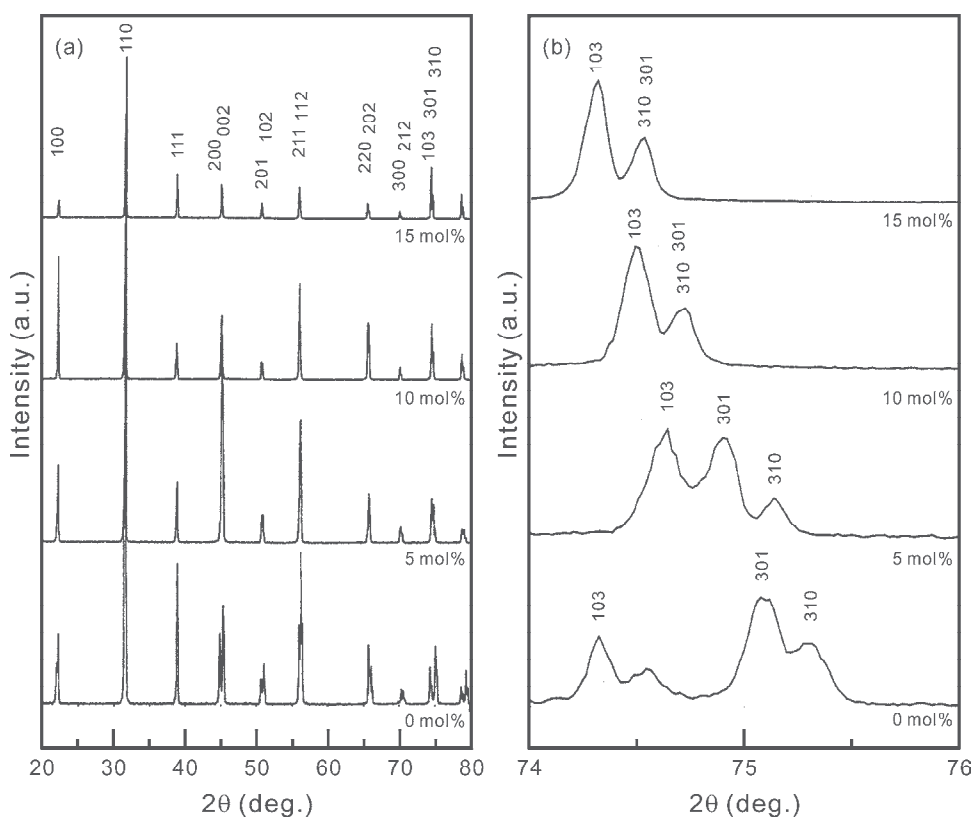 (a)
100
110
111
200
002
201
102
211
112
220
202
300
212
103
301
310
15 mol%
10 mol%
5 mol%
0 mol%
Intensity (a.u.)
20 30 40 50 60 70 80
2θ (deg.)
(b)
103
310
301
15 mol%
103
310
301
10 mol%
103
301
310
5 mol%
103
301
310
0 mol%
Intensity (a.u.)
74 75 76
2θ (deg.)